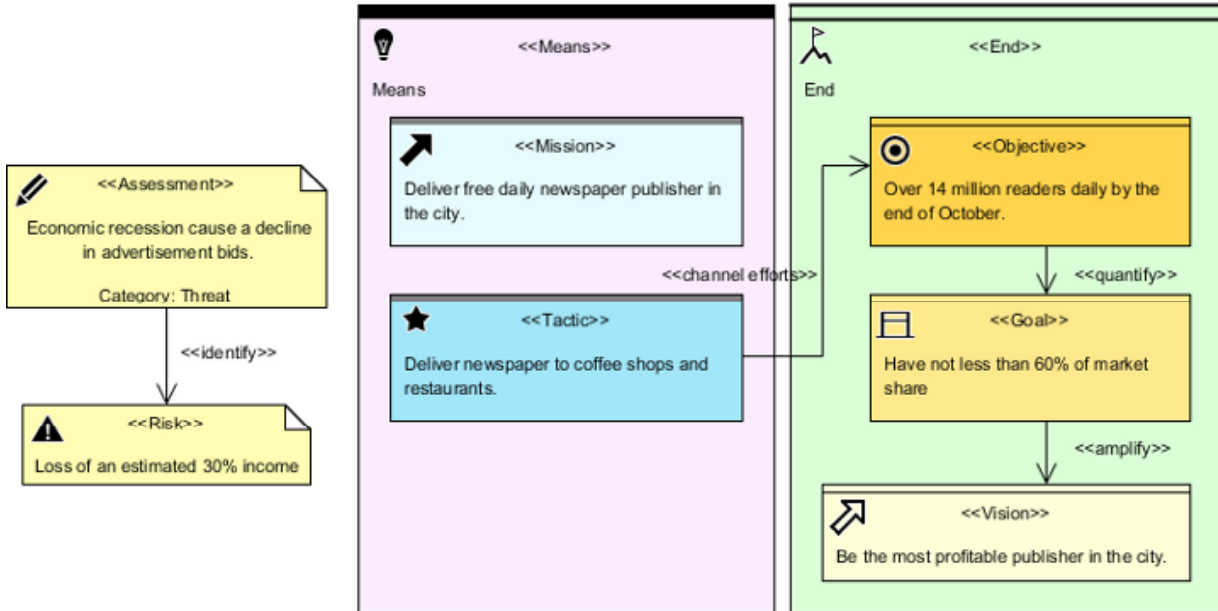 <<Assessment>>
Economic recession cause a decline
in advertisement bids.
Category: Threat
<<identify>>
<<Risk>>
Loss of an estimated 30% income
<<Means>>
Means
<<Mission>>
Deliver free daily newspaper publisher in
the city.
<<channel efforts>>
<<Tactic>>
Deliver newspaper to coffee shops and
restaurants.
<<End>>
End
<<Objective>>
Over 14 million readers daily by the
end of October.
<<quantify>>
<<Goal>>
Have not less than 60% of market
share
<<amplify>>
<<Vision>>
Be the most profitable publisher in the city.